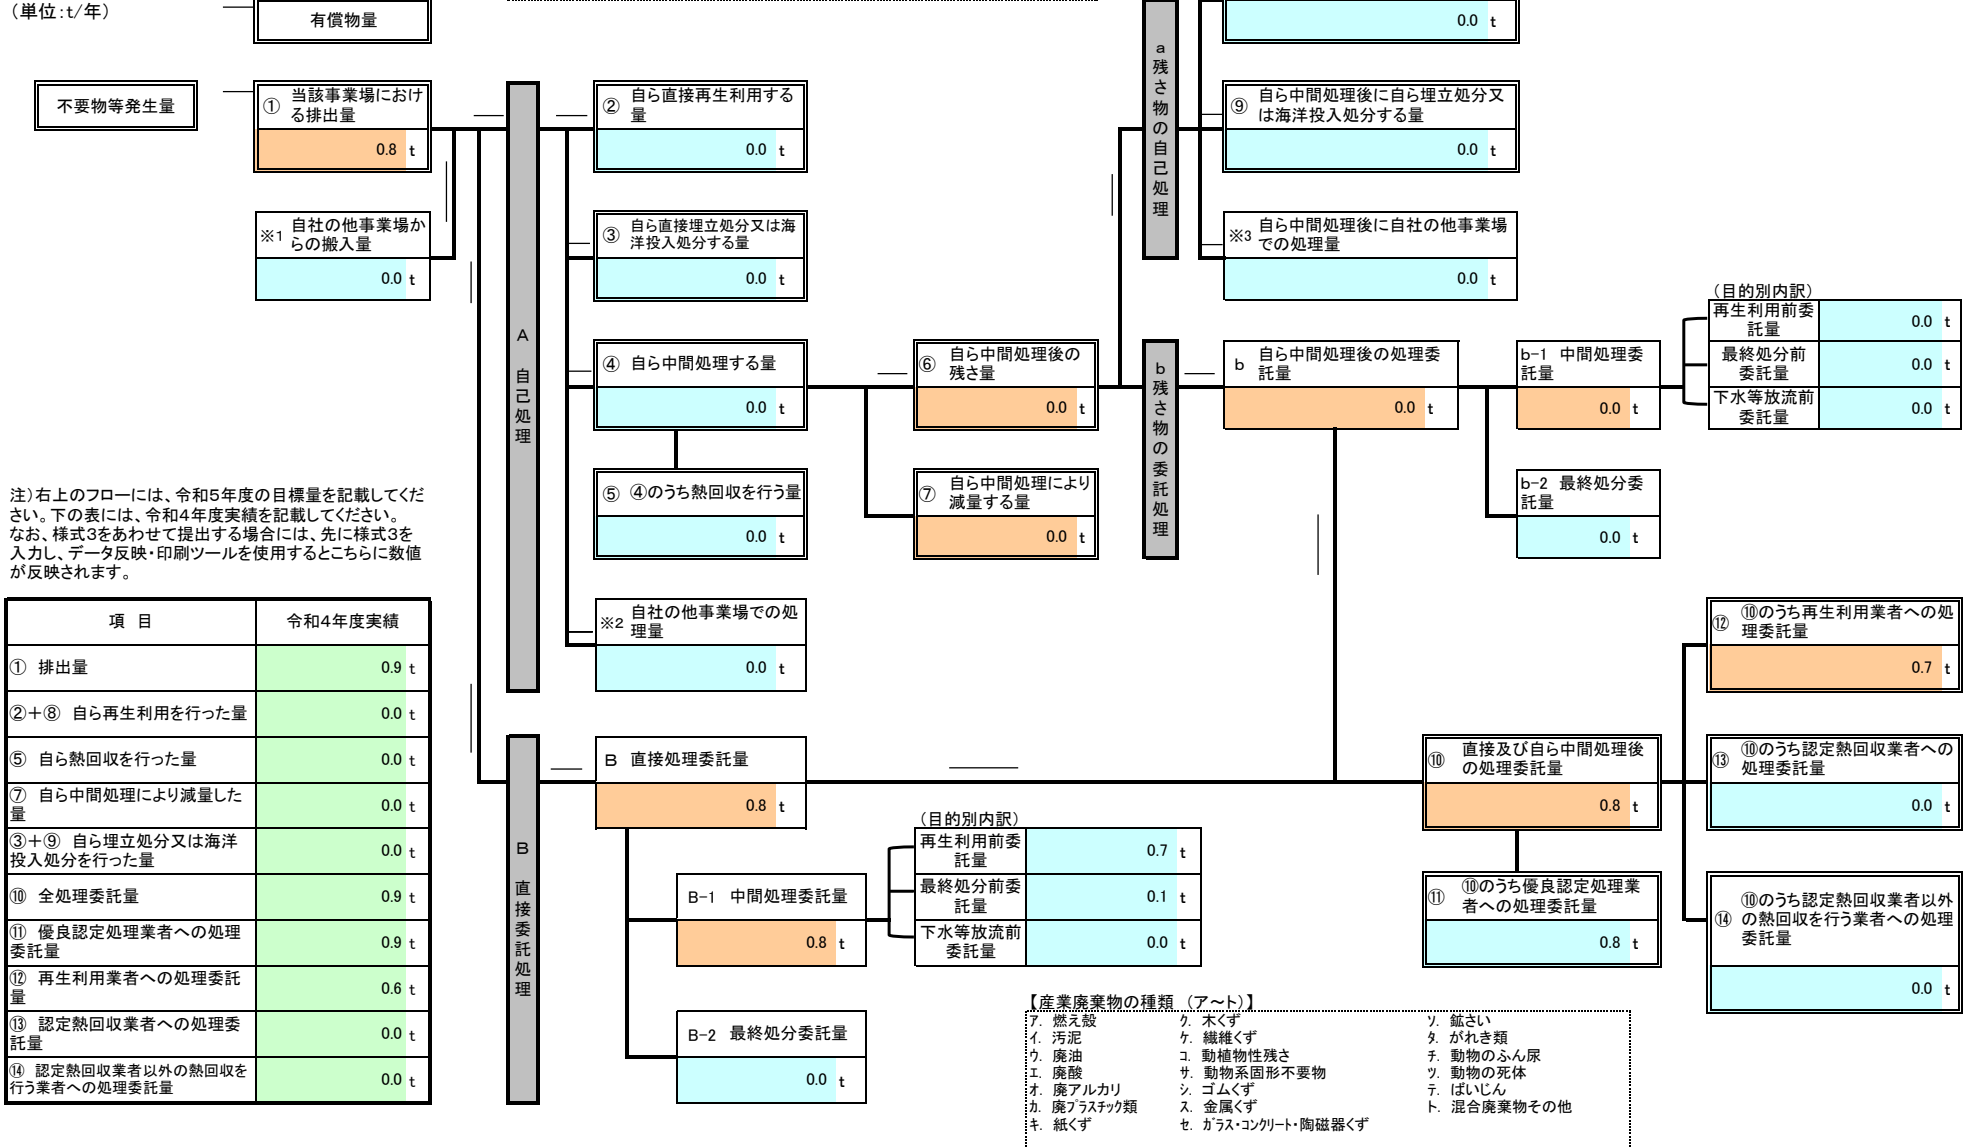 （単位:t/年）
有償物量
0.0 t
不要物等発生量
① 当該事業場におけ
る排出量
0.8 t
※1 自社の他事業場か
らの搬入量
0.0 t
A 自己処理
② 自ら直接再生利用する
量
0.0 t
③ 自ら直接埋立処分又は海
洋投入処分する量
0.0 t
④ 自ら中間処理する量
0.0 t
⑤ ④のうち熱回収を行う量
0.0 t
※2 自社の他事業場での処
理量
0.0 t
⑥ 自ら中間処理後の
残さ量
0.0 t
⑦ 自ら中間処理により
減量する量
0.0 t
a 残さ物の自己処理
⑨ 自ら中間処理後に自ら埋立処分又
は海洋投入処分する量
0.0 t
※3 自ら中間処理後に自社の他事業場
での処理量
0.0 t
b 残さ物の委託処理
b 自ら中間処理後の処理委
託量
0.0 t
b-1 中間処理委
託量
0.0 t
b-2 最終処分委
託量
0.0 t
（目的別内訳）
再生利用前委
託量
0.0 t
最終処分前
委託量
0.0 t
下水等放流前
委託量
0.0 t
注）右上のフローには、令和5年度の目標量を記載してくだ
さい。下の表には、令和4年度実績を記載してください。
なお、様式3をあわせて提出する場合には、先に様式3を
入力し、データ反映・印刷ツールを使用するとこちらに数値
が反映されます。
項 目 令和4年度実績
① 排出量 0.9 t
②＋⑧ 自ら再生利用を行った量 0.0 t
⑤ 自ら熱回収を行った量 0.0 t
⑦ 自ら中間処理により減量した
量 0.0 t
③＋⑨ 自ら埋立処分又は海洋
投入処分を行った量 0.0 t
⑩ 全処理委託量 0.9 t
⑪ 優良認定処理業者への処理
委託量 0.9 t
⑫ 再生利用業者への処理委託
量 0.6 t
⑬ 認定熱回収業者への処理委
託量 0.0 t
⑭ 認定熱回収業者以外の熱回収を
行う業者への処理委託量 0.0 t
B 直接委託処理
B 直接処理委託量
0.8 t
B-1 中間処理委託量
0.8 t
B-2 最終処分委託量
0.0 t
（目的別内訳）
再生利用前委
託量
0.7 t
最終処分前委
託量
0.1 t
下水等放流前
委託量
0.0 t
⑩ 直接及び自ら中間処理後
の処理委託量
0.8 t
⑪ ⑩のうち優良認定処理業
者への処理委託量
0.8 t
⑫ ⑩のうち再生利用業者への処
理委託量
0.7 t
⑬ ⑩のうち認定熱回収業者への
処理委託量
0.0 t
⑭ ⑩のうち認定熱回収業者以外
の熱回収を行う業者への処理
委託量
0.0 t
【産業廃棄物の種類 （ア～ト）】
ア. 燃え殻 ク. 木くず ソ. 鉱さい
イ. 汚泥 ケ. 繊維くず タ. がれき類
ウ. 廃油 コ. 動植物性残さ チ. 動物のふん尿
エ. 廃酸 サ. 動物系固形不要物 ツ. 動物の死体
オ. 廃アルカリ シ. ゴムくず テ. ばいじん
カ. 廃プラスチック類 ス. 金属くず ト. 混合廃棄物その他
キ. 紙くず セ. ガラス・コンクリート・陶磁器くず